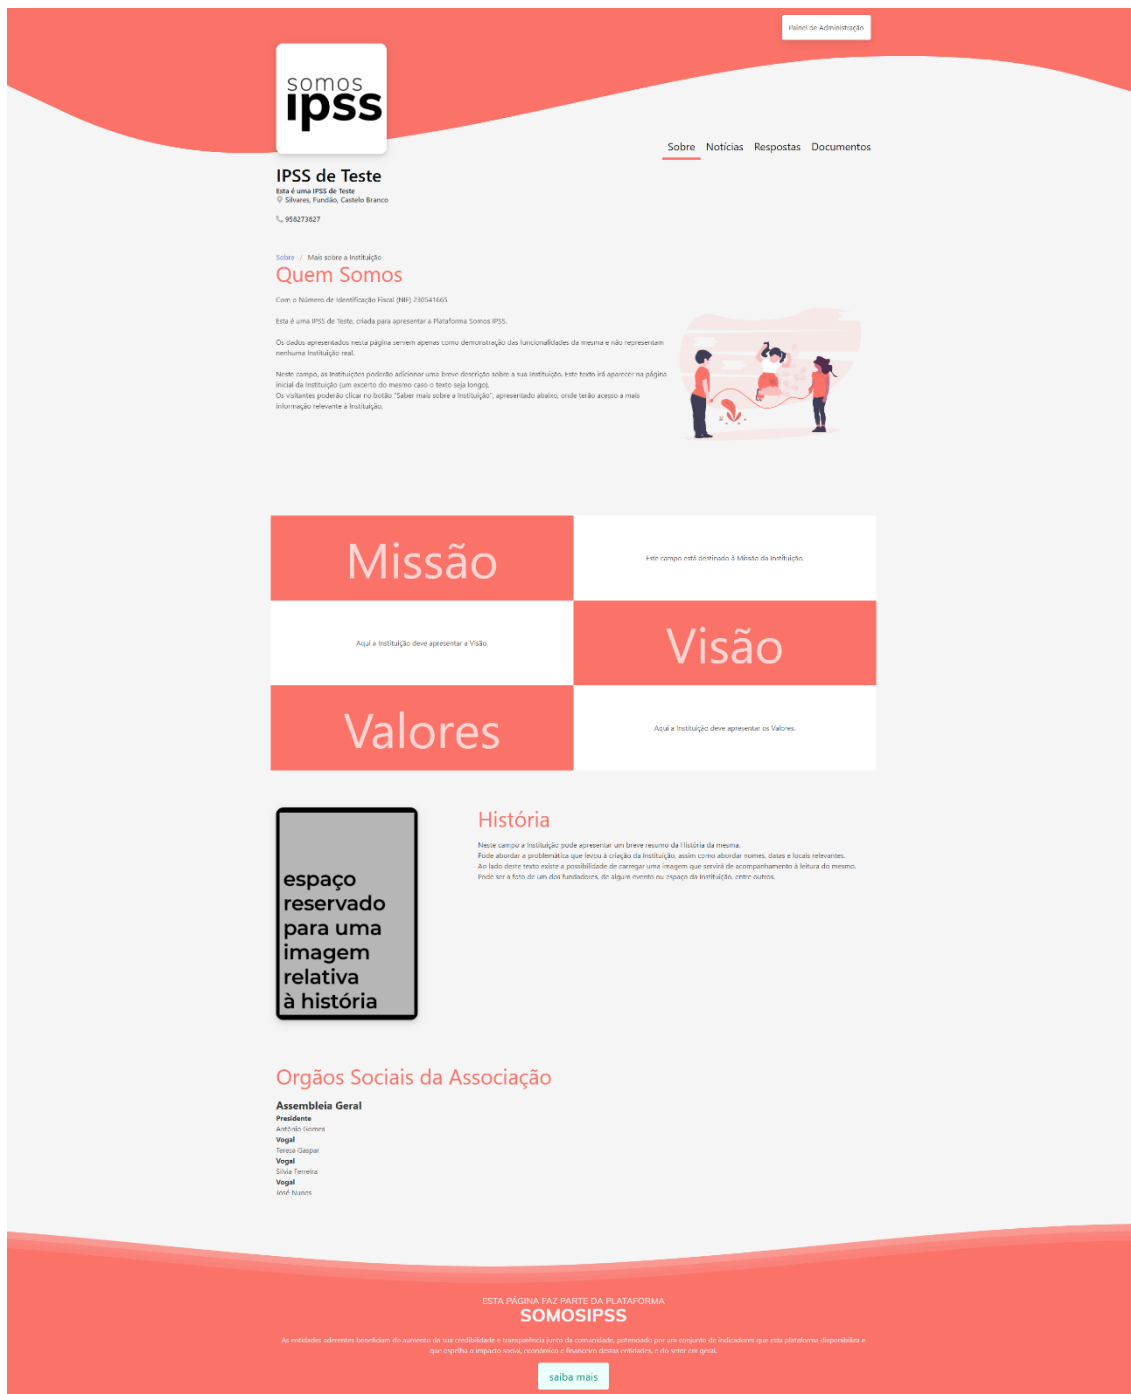 Painel de Administração
somos
ipss
Sobre Notícias Respostas Documentos
IPSS de Teste
Esta é uma IPSS de Teste
Silvares, Fundão, Castelo Branco
958273827
Sobre / Mais sobre a Instituição
Quem Somos
Com o Número de Identificação Fiscal (NIF) 230541665
Esta é uma IPSS de Teste, criada para apresentar a Plataforma Somos IPSS.
Os dados apresentados nesta página servem apenas como demonstração das funcionalidades da mesma e não representam
nenhuma Instituição real.
Neste campo, as Instituições poderão adicionar uma breve descrição sobre a sua Instituição. Este texto irá aparecer na página
inicial da Instituição (um excerto do mesmo caso o texto seja longo).
Os visitantes poderão clicar no botão "Saber mais sobre a Instituição", apresentado abaixo, onde terão acesso a mais
informação relevante à Instituição.
Missão
Este campo está destinado à Missão da Instituição.
Aqui a Instituição deve apresentar a Visão.
Visão
Valores
Aqui a Instituição deve apresentar os Valores.
espaço
reservado
para uma
imagem
relativa
à história
História
Neste campo a Instituição pode apresentar um breve resumo da História da mesma.
Pode abordar a problemática que levou à criação da Instituição, assim como abordar nomes, datas e locais relevantes.
Ao lado deste texto existe a possibilidade de carregar uma imagem que servirá de acompanhamento à leitura do mesmo.
Pode ser a foto de um dos fundadores, de algum evento ou espaço da Instituição, entre outros.
Orgãos Sociais da Associação
Assembleia Geral
Presidente
António Gomes
Vogal
Teresa Gaspar
Vogal
Silvia Ferreira
Vogal
José Nunes
ESTA PÁGINA FAZ PARTE DA PLATAFORMA
SOMOSIPSS
As entidades aderentes beneficiam do aumento da sua credibilidade e transparência junto da comunidade, potenciado por um conjunto de indicadores que esta plataforma disponibiliza e
que espelha o impacto social, económico e financeiro destas entidades, e do setor em geral.
saiba mais